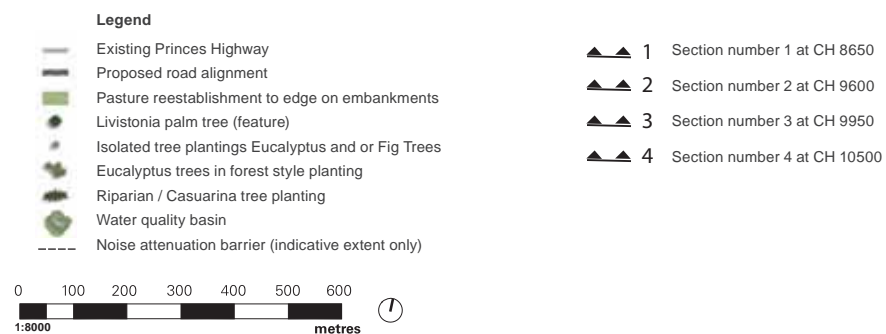 Legend
Existing Princes Highway
Proposed road alignment
Pasture reestablishment to edge on embankments
Livistonia palm tree (feature)
Isolated tree plantings Eucalyptus and or Fig Trees
Eucalyptus trees in forest style planting
Riparian / Casuarina tree planting
Water quality basin
Noise attenuation barrier (indicative extent only)
1 Section number 1 at CH 8650
2 Section number 2 at CH 9600
3 Section number 3 at CH 9950
4 Section number 4 at CH 10500
0 100 200 300 400 500 600
1:8000 metres